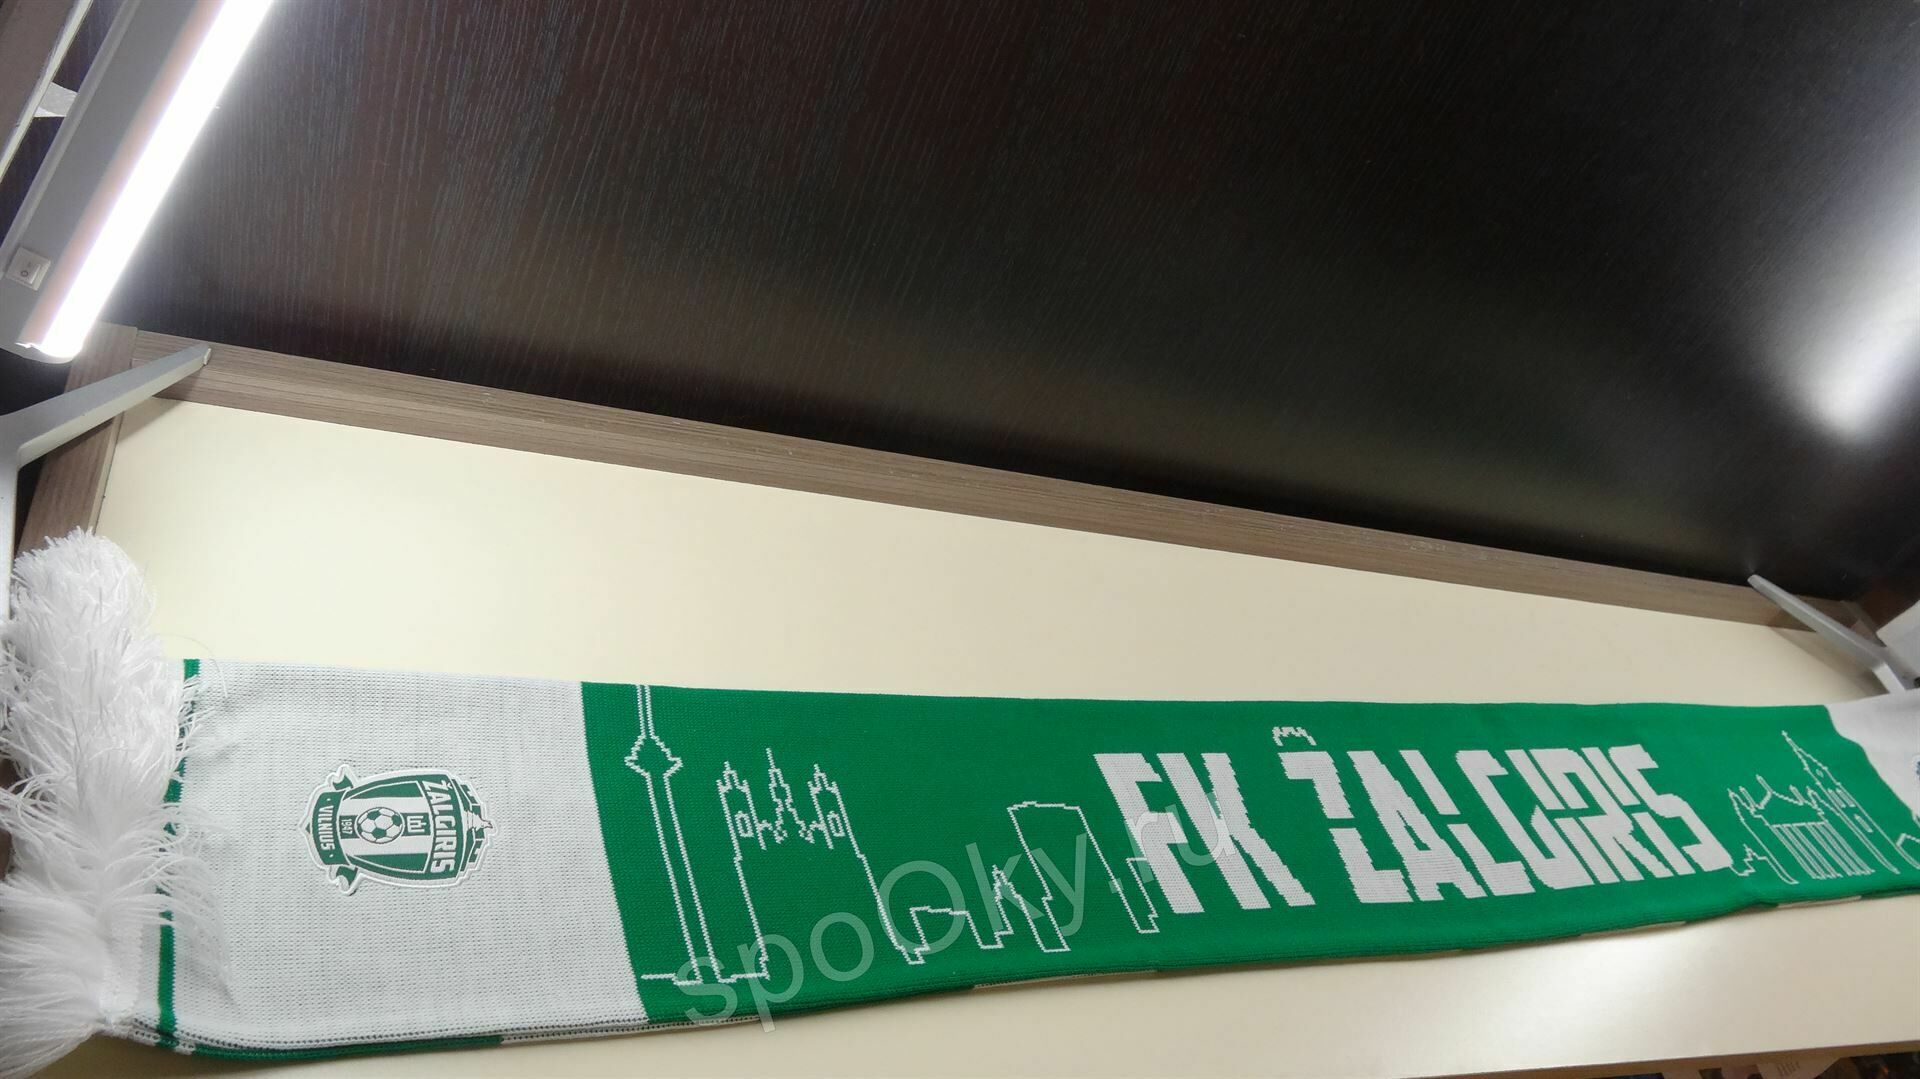 FK ŽALGIRIS
ŽALGIRIS
1947
· VILNIUS ·
spoOky.ru